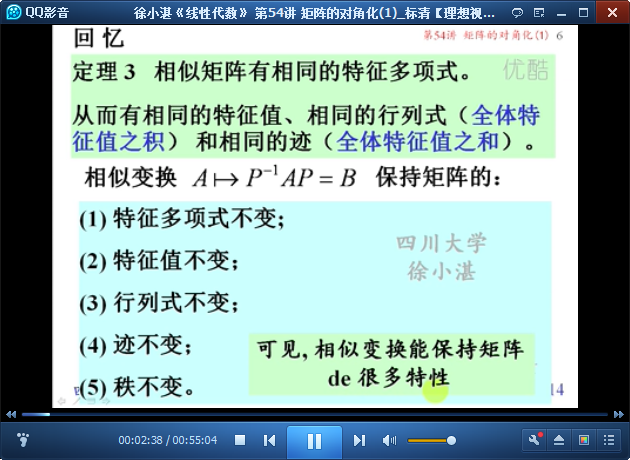 QQ影音
徐小湛《线性代数》 第54讲 矩阵的对角化(1)_标清【理想视...
回 忆
第54讲 矩阵的对角化(1) 6
优酷
定理 3 相似矩阵有相同的特征多项式。
从而有相同的特征值、相同的行列式（全体特
征值之积） 和相同的迹（全体特征值之和）。
相似变换 A↦P⁻¹AP = B 保持矩阵的：
(1) 特征多项式不变；
(2) 特征值不变；
(3) 行列式不变；
(4) 迹不变；
(5) 秩不变。
四川大学
徐小湛
可见, 相似变换能保持矩阵
de 很多特性
14
00:02:38 / 00:55:04